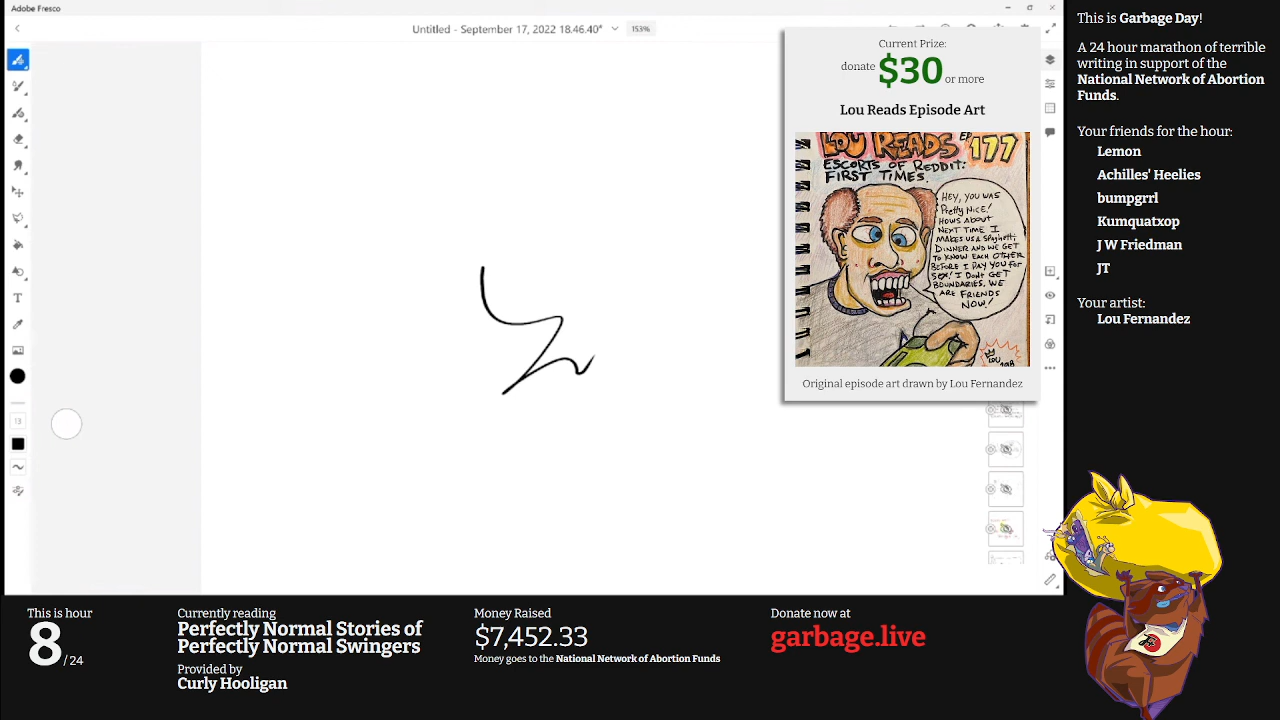 Adobe Fresco
Untitled - September 17, 2022 18.46.40*
153%
13
Current Prize:
donate $30 or more
Lou Reads Episode Art
LOU READS EP 177
ESCORTS OF REDDIT:
FIRST TIMES.
HEY, YOU WAS
Pretty NICE!
HOWS ABOUT
NEXT TIME I
MAKES US A Spaghetti
DINNER AND WE GET
TO KNOW EACH OTHER
BEFORE I PAY YOU FOR
SEX! I DONT GET
BOUNDARIES. WE
ARE FRIENDS
NOW!
LOU
Original episode art drawn by Lou Fernandez
This is Garbage Day!
A 24 hour marathon of terrible
writing in support of the
National Network of Abortion
Funds.
Your friends for the hour:
Lemon
Achilles' Heelies
bumpgrrl
Kumquatxop
J W Friedman
JT
Your artist:
Lou Fernandez
This is hour
8/24
Currently reading
Perfectly Normal Stories of
Perfectly Normal Swingers
Provided by
Curly Hooligan
Money Raised
$7,452.33
Money goes to the National Network of Abortion Funds
Donate now at
garbage.live